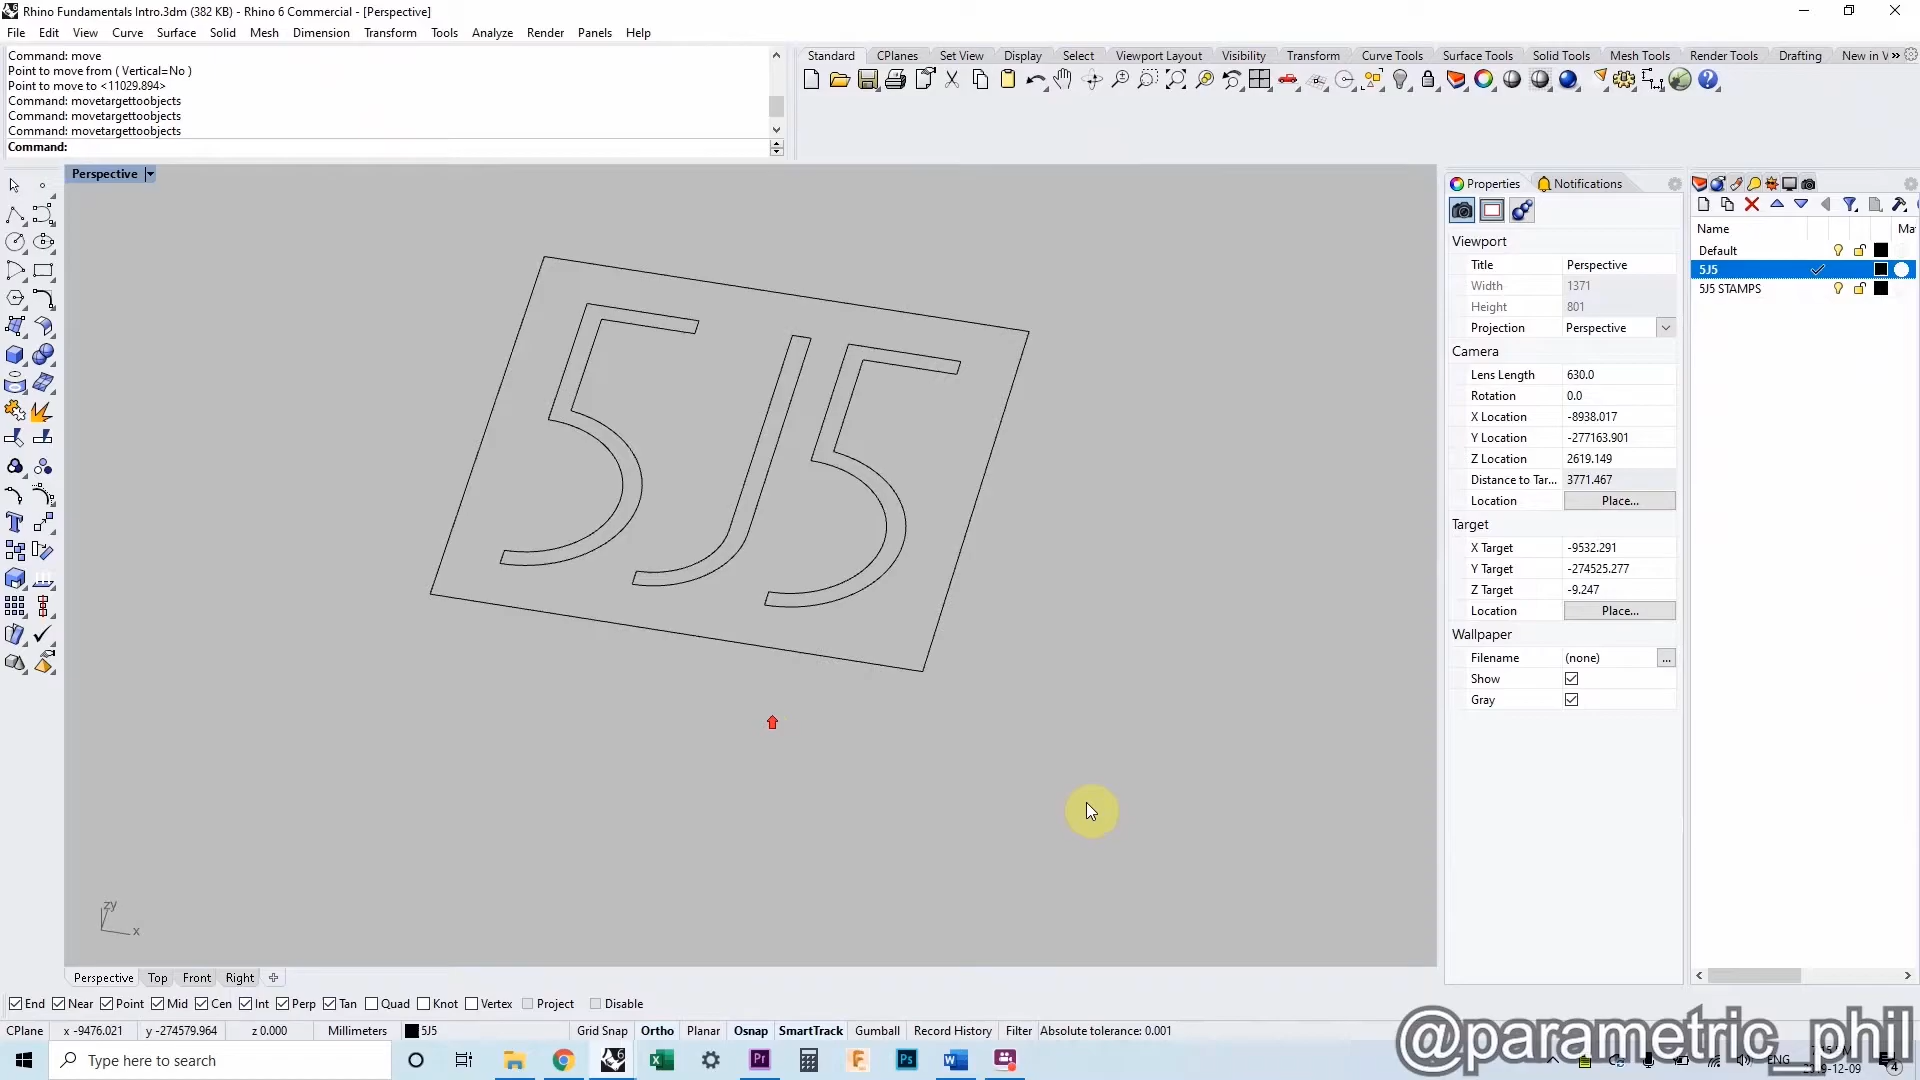 Rhino Fundamentals Intro.3dm (382 KB) - Rhino 6 Commercial - [Perspective]
File Edit View Curve Surface Solid Mesh Dimension Transform Tools Analyze Render Panels Help
Command: move
Point to move from ( Vertical=No )
Point to move to <11029.894>
Command: movetargettoobjects
Command: movetargettoobjects
Command: movetargettoobjects
Command:
Standard CPlanes Set View Display Select Viewport Layout Visibility Transform Curve Tools Surface Tools Solid Tools Mesh Tools Render Tools Drafting New in V »
Perspective
5J5
zy
x
Properties Notifications
Viewport
Title Perspective
Width 1371
Height 801
Projection Perspective
Camera
Lens Length 630.0
Rotation 0.0
X Location -8938.017
Y Location -277163.901
Z Location 2619.149
Distance to Tar... 3771.467
Location Place...
Target
X Target -9532.291
Y Target -274525.277
Z Target -9.247
Location Place...
Wallpaper
Filename (none) ...
Show
Gray
Name Ma
Default
5J5
5J5 STAMPS
Perspective Top Front Right
End Near Point Mid Cen Int Perp Tan Quad Knot Vertex Project Disable
CPlane x -9476.021 y -274579.964 z 0.000 Millimeters 5J5 Grid Snap Ortho Planar Osnap SmartTrack Gumball Record History Filter Absolute tolerance: 0.001
Type here to search
ENG
2019-12-09
4
@parametric_phil